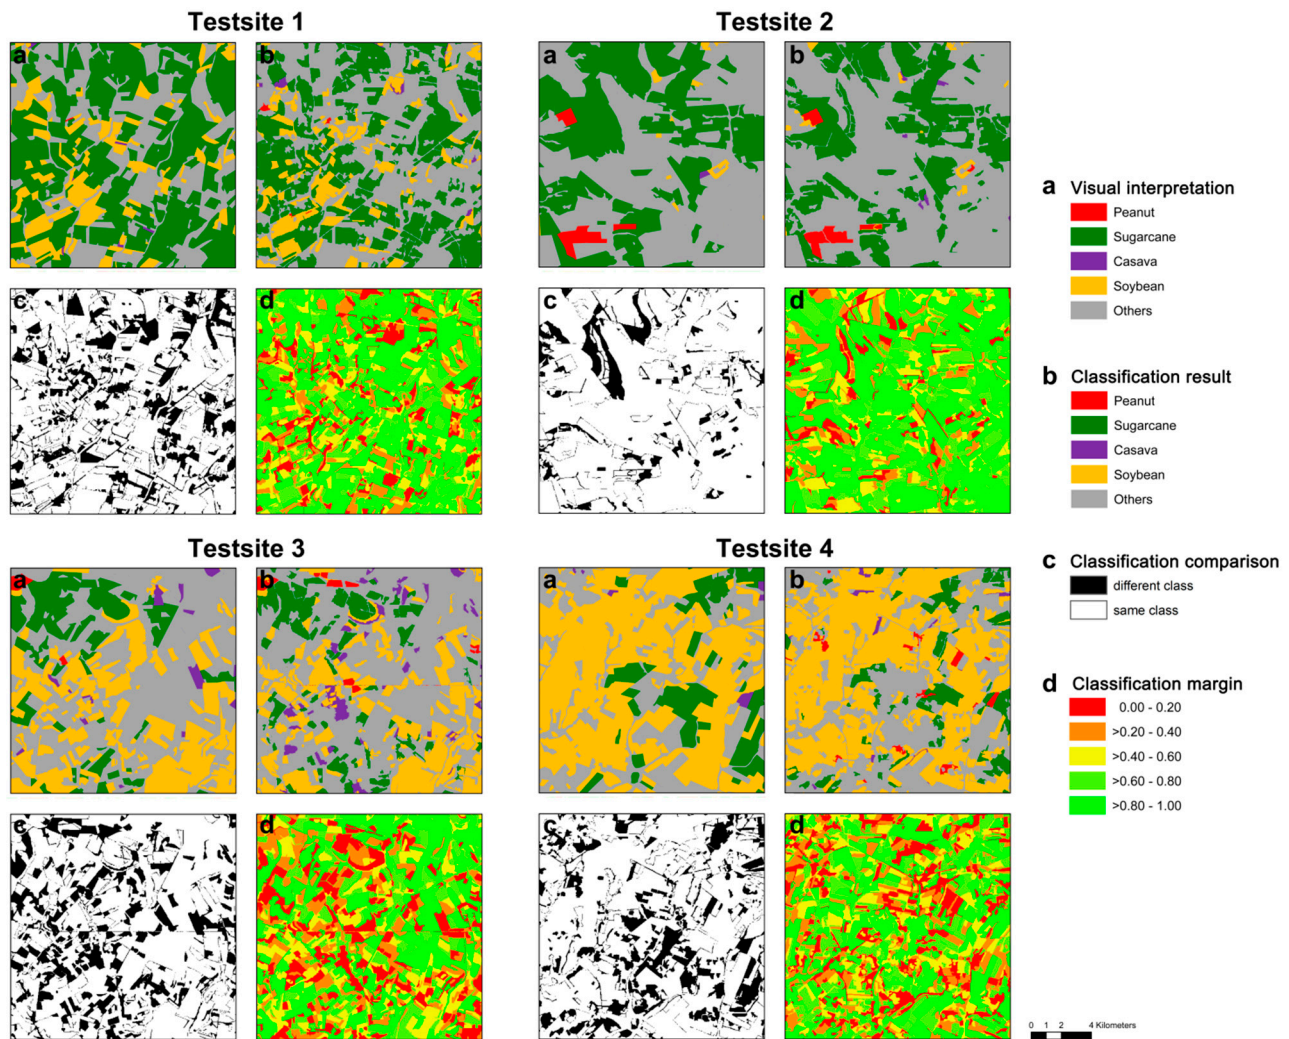 Testsite 1
Testsite 2
a
b
a
b
c
d
c
d
Testsite 3
Testsite 4
a
b
a
b
c
d
c
d
a Visual interpretation
Peanut
Sugarcane
Casava
Soybean
Others
b Classification result
Peanut
Sugarcane
Casava
Soybean
Others
c Classification comparison
different class
same class
d Classification margin
0.00 - 0.20
>0.20 - 0.40
>0.40 - 0.60
>0.60 - 0.80
>0.80 - 1.00
0 1 2 4 Kilometers